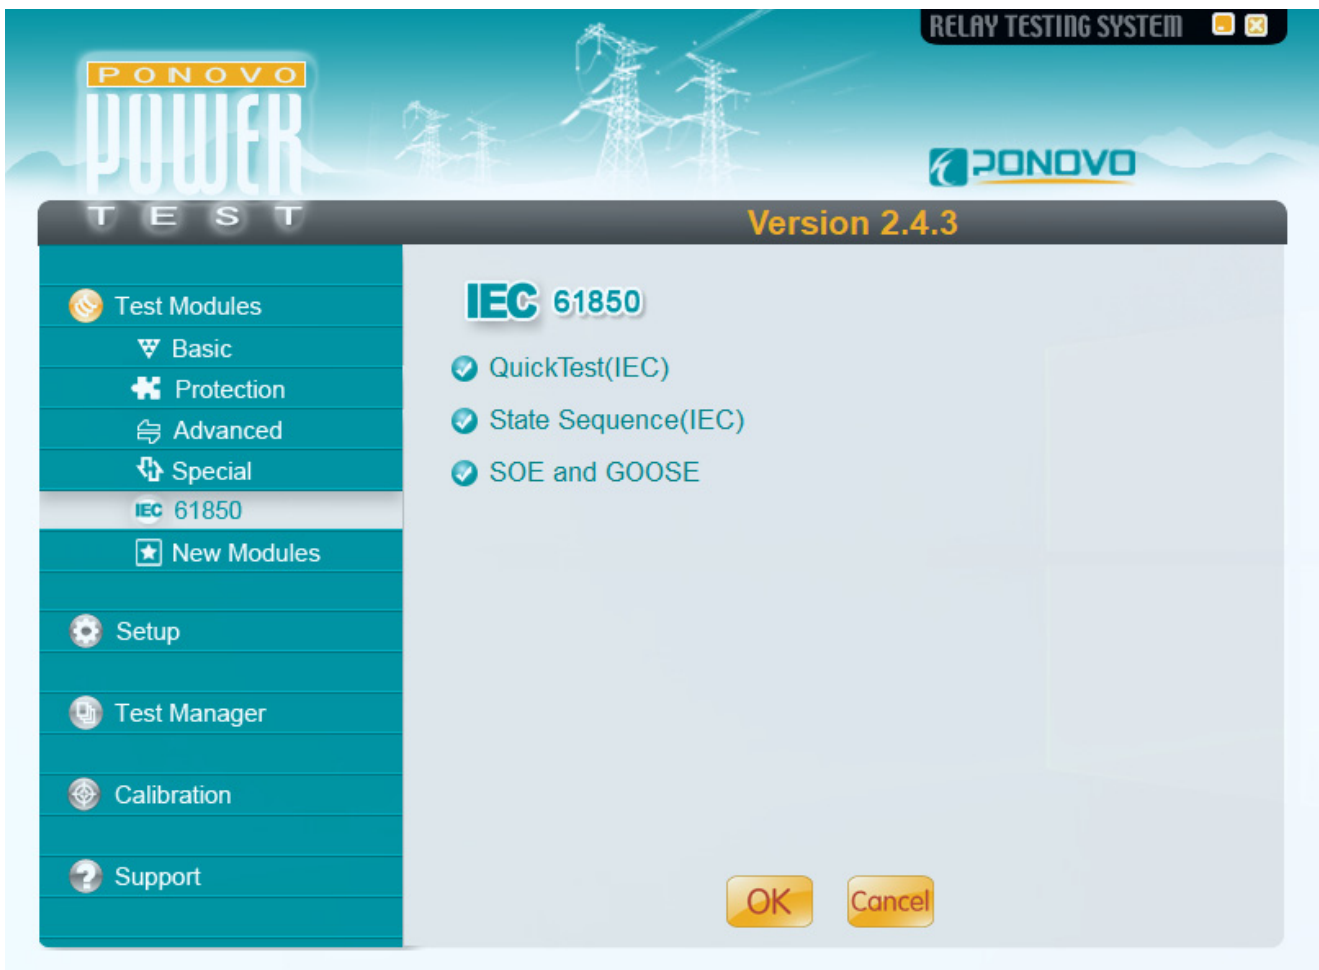 RELAY TESTING SYSTEM
PONOVO
POWER
TEST
PONOVO
Version 2.4.3
Test Modules
Basic
Protection
Advanced
Special
IEC 61850
New Modules
Setup
Test Manager
Calibration
Support
IEC 61850
QuickTest(IEC)
State Sequence(IEC)
SOE and GOOSE
OK Cancel